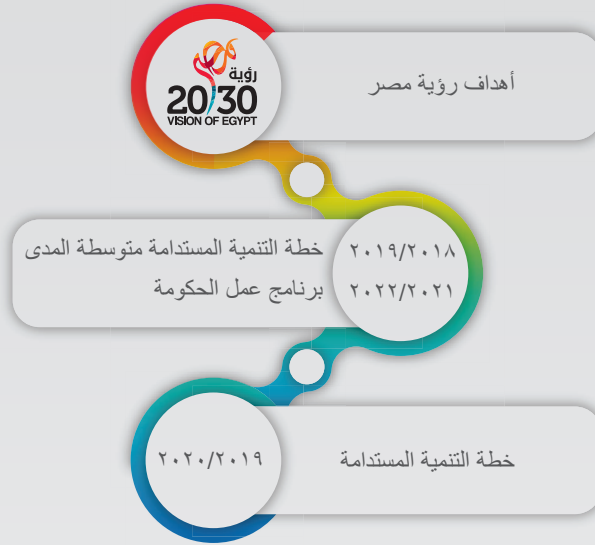 أهداف رؤية مصر
رؤية
20/30
VISION OF EGYPT
خطة التنمية المستدامة متوسطة المدى
برنامج عمل الحكومة
٢٠١٩/٢٠١٨
٢٠٢٢/٢٠٢١
خطة التنمية المستدامة
٢٠٢٠/٢٠١٩